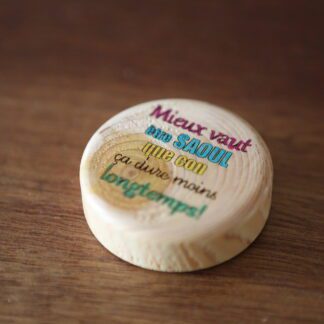 Mieux vaut
être SAOUL
que con
ça dure moins
longtemps!